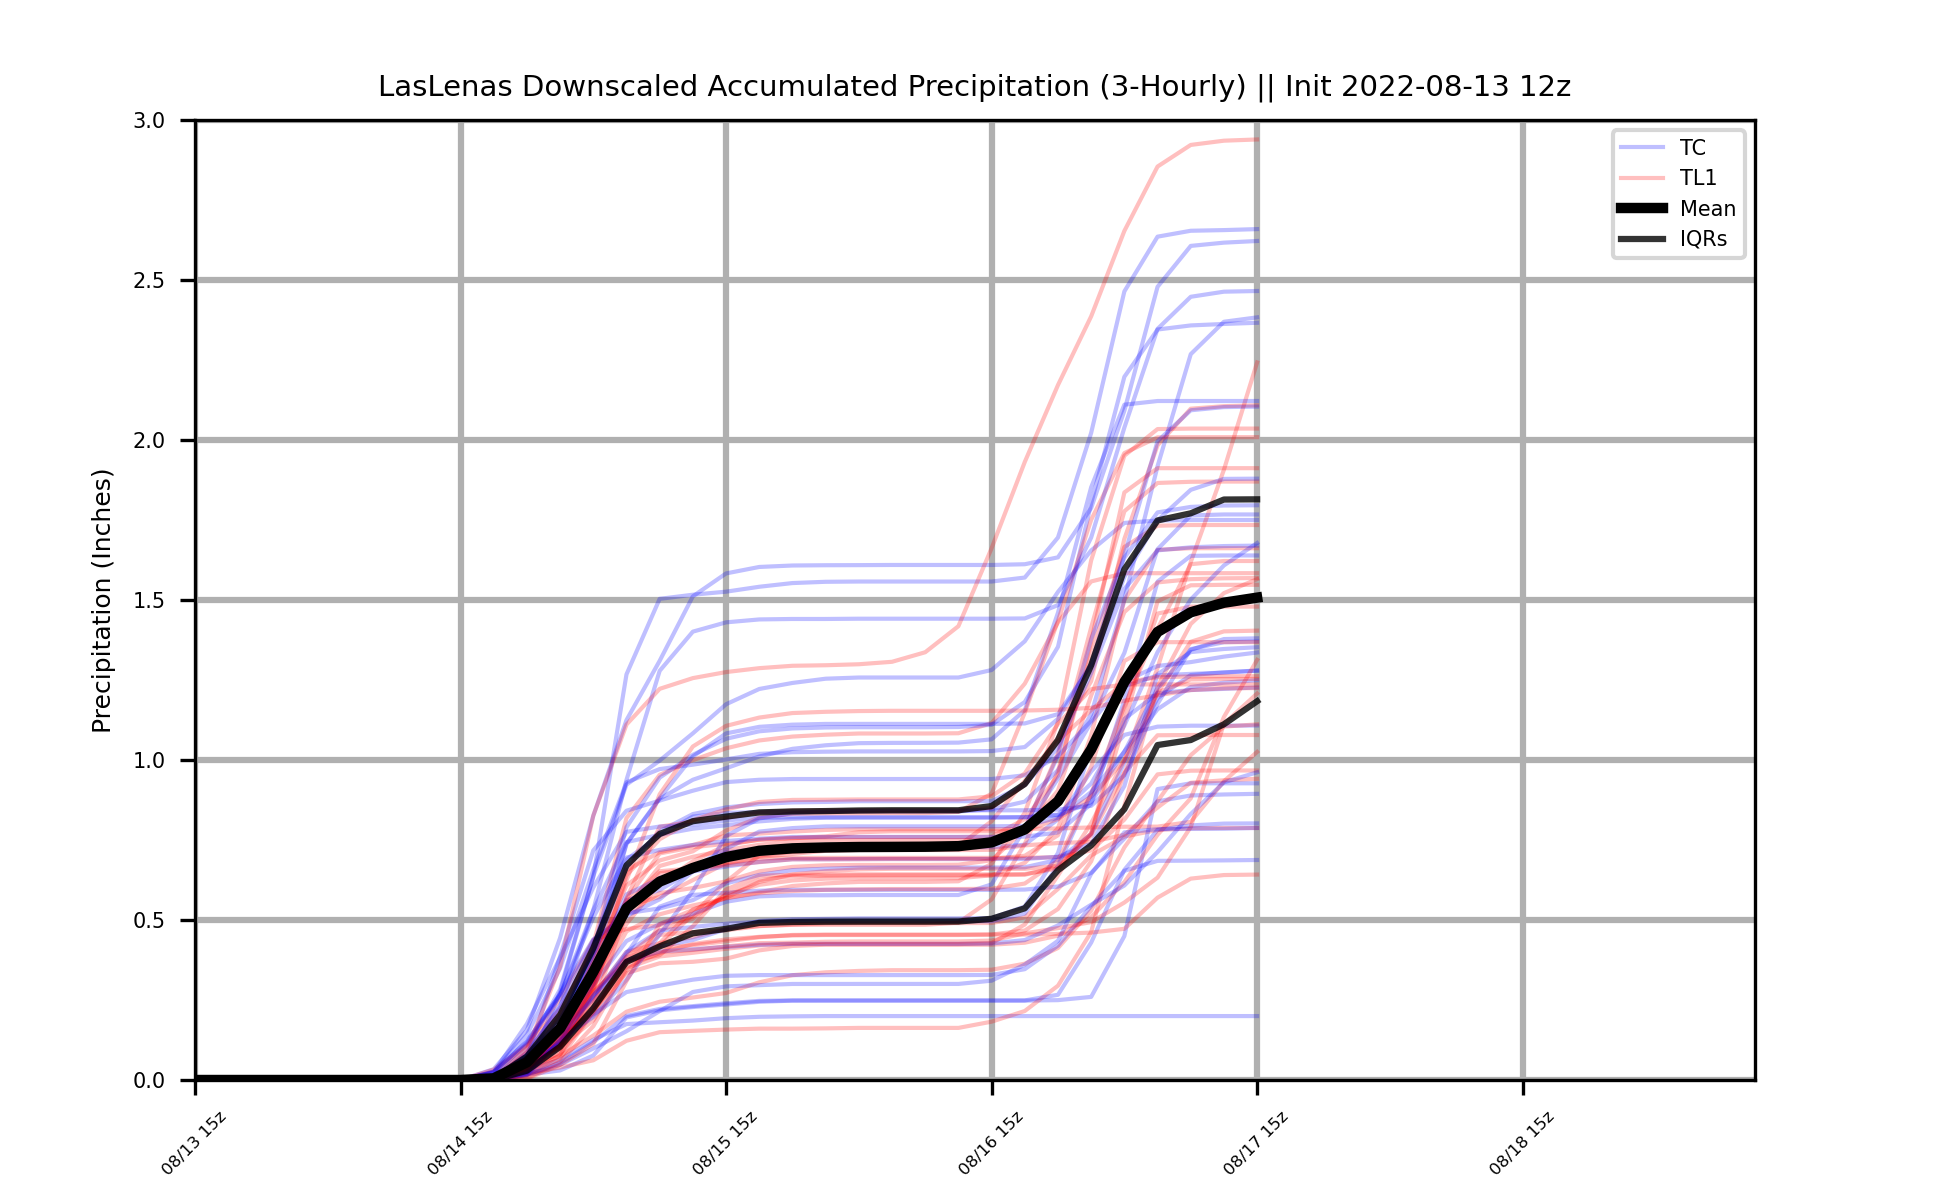 LasLenas Downscaled Accumulated Precipitation (3-Hourly) || Init 2022-08-13 12z
TC
TL1
Mean
IQRs
Precipitation (Inches)
3.0
2.5
2.0
1.5
1.0
0.5
0.0
08/13 15z
08/14 15z
08/15 15z
08/16 15z
08/17 15z
08/18 15z